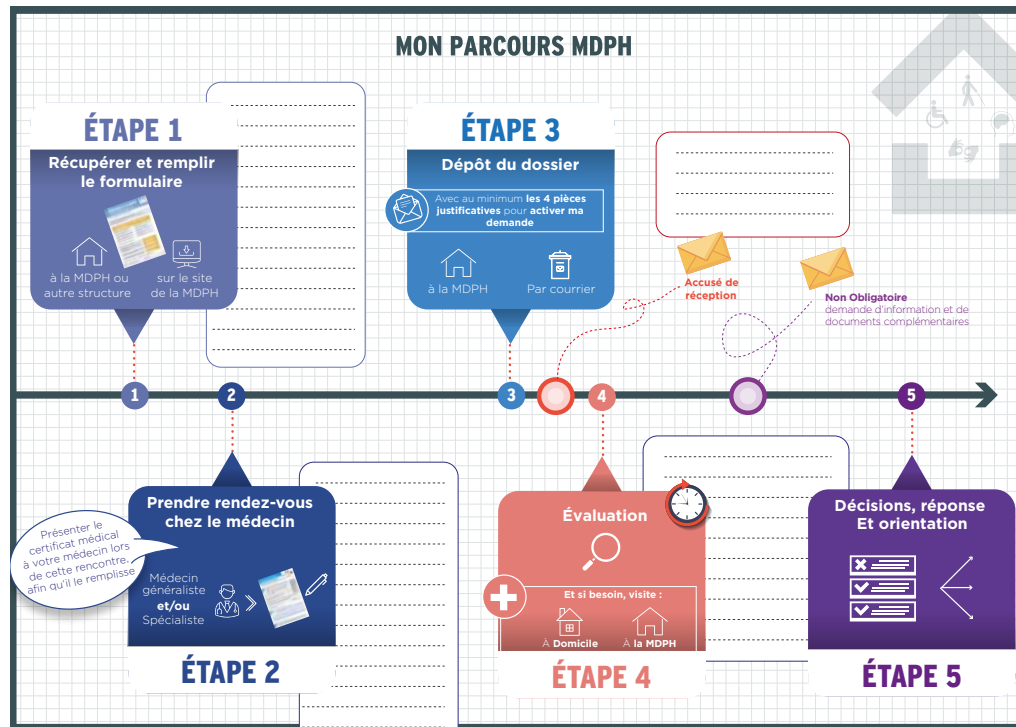 MON PARCOURS MDPH
ÉTAPE 1
Récupérer et remplir
le formulaire
à la MDPH ou
autre structure
sur le site
de la MDPH
ÉTAPE 3
Dépôt du dossier
Avec au minimum les 4 pièces
justificatives pour activer ma
demande
à la MDPH
Par courrier
Accusé de
réception
Non Obligatoire
demande d'information et de
documents complémentaires
1
2
3
4
5
Prendre rendez-vous
chez le médecin
Présenter le
certificat médical
à votre médecin lors
de cette rencontre,
afin qu'il le remplisse
Médecin
généraliste
et/ou
Spécialiste
ÉTAPE 2
Évaluation
Et si besoin, visite :
À Domicile
À la MDPH
ÉTAPE 4
Décisions, réponse
Et orientation
ÉTAPE 5